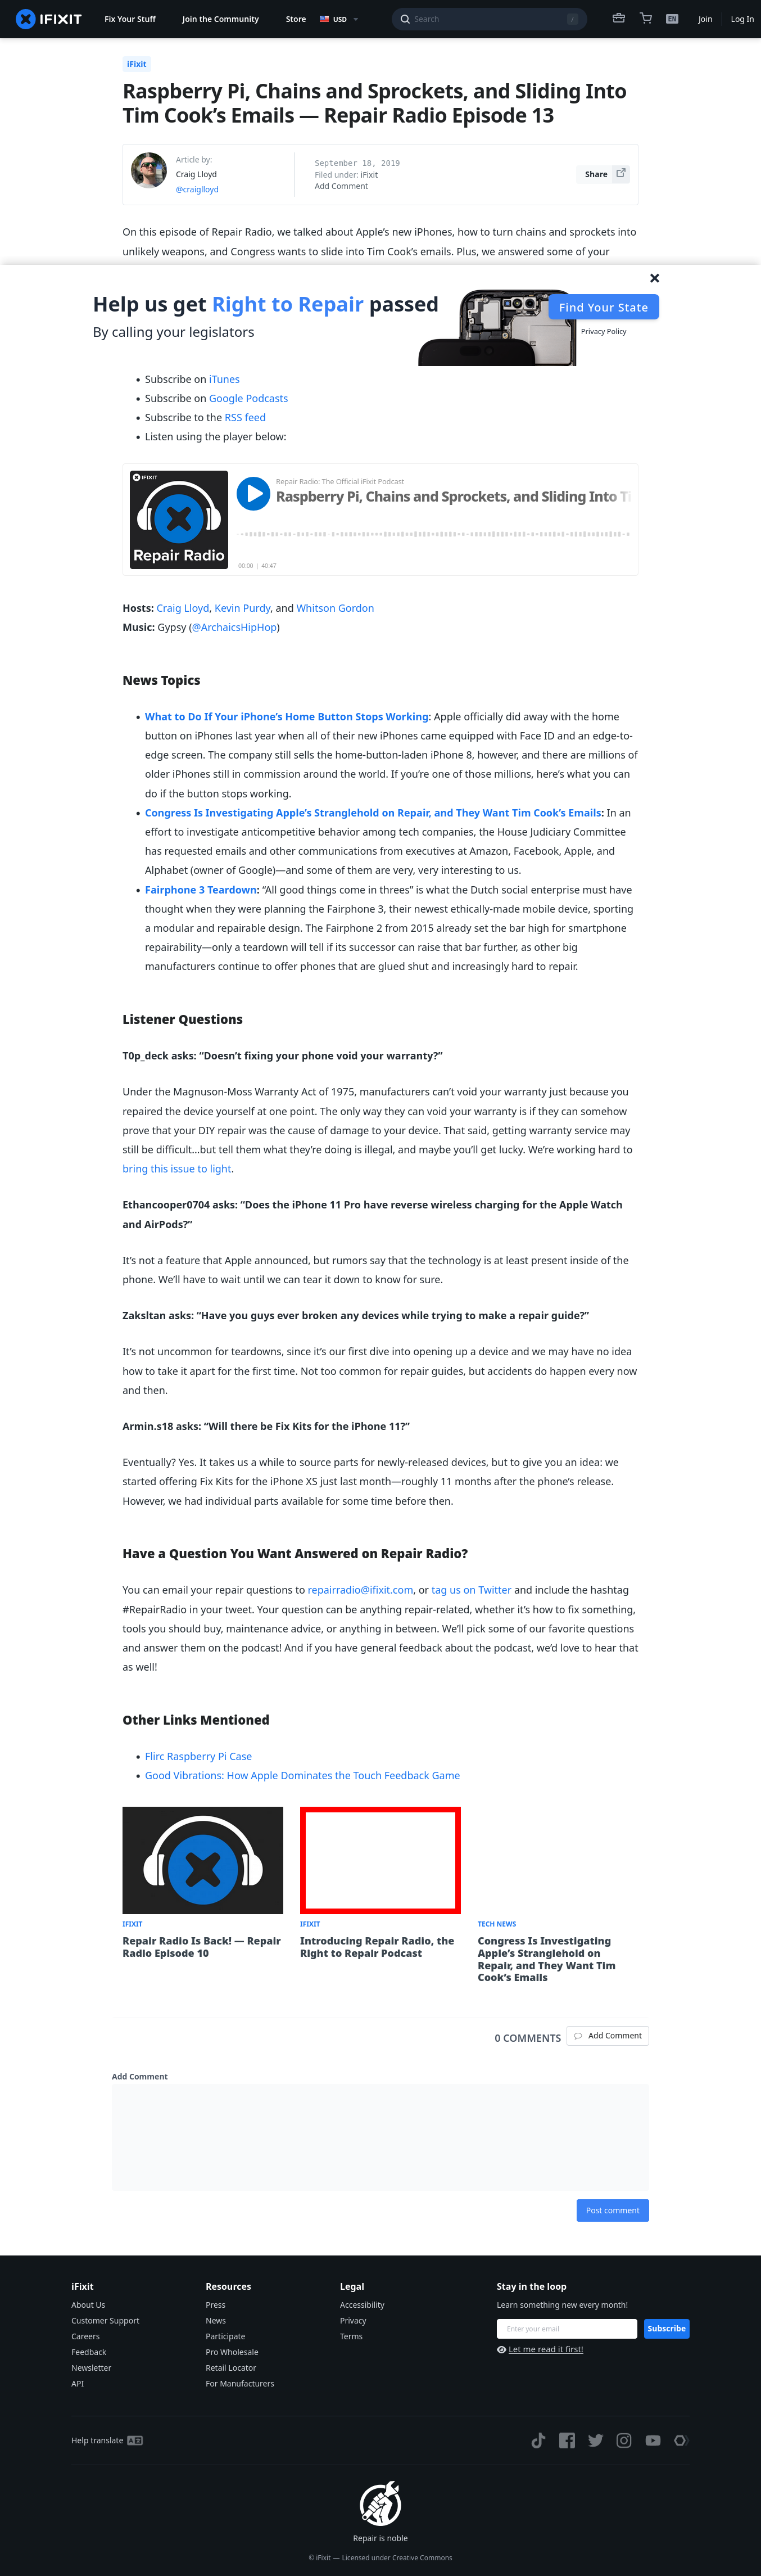 IFIXIT
Fix Your Stuff
Join the Community
Store
USD
Search
/
EN
Join
Log In
iFixit
Raspberry Pi, Chains and Sprockets, and Sliding Into
Tim Cook’s Emails — Repair Radio Episode 13
Article by:
Craig Lloyd
@craiglloyd
September 18, 2019
Filed under: iFixit
Add Comment
Share
On this episode of Repair Radio, we talked about Apple’s new iPhones, how to turn chains and sprockets into
unlikely weapons, and Congress wants to slide into Tim Cook’s emails. Plus, we answered some of your
Help us get Right to Repair passed
By calling your legislators
Find Your State
Privacy Policy
Subscribe on iTunes
Subscribe on Google Podcasts
Subscribe to the RSS feed
Listen using the player below:
IFIXIT
Repair Radio
Repair Radio: The Official iFixit Podcast
Raspberry Pi, Chains and Sprockets, and Sliding Into Ti
00:00 | 40:47
Hosts: Craig Lloyd, Kevin Purdy, and Whitson Gordon
Music: Gypsy (@ArchaicsHipHop)
News Topics
What to Do If Your iPhone’s Home Button Stops Working: Apple officially did away with the home
button on iPhones last year when all of their new iPhones came equipped with Face ID and an edge-to-
edge screen. The company still sells the home-button-laden iPhone 8, however, and there are millions of
older iPhones still in commission around the world. If you’re one of those millions, here’s what you can
do if the button stops working.
Congress Is Investigating Apple’s Stranglehold on Repair, and They Want Tim Cook’s Emails: In an
effort to investigate anticompetitive behavior among tech companies, the House Judiciary Committee
has requested emails and other communications from executives at Amazon, Facebook, Apple, and
Alphabet (owner of Google)—and some of them are very, very interesting to us.
Fairphone 3 Teardown: “All good things come in threes” is what the Dutch social enterprise must have
thought when they were planning the Fairphone 3, their newest ethically-made mobile device, sporting
a modular and repairable design. The Fairphone 2 from 2015 already set the bar high for smartphone
repairability—only a teardown will tell if its successor can raise that bar further, as other big
manufacturers continue to offer phones that are glued shut and increasingly hard to repair.
Listener Questions
T0p_deck asks: “Doesn’t fixing your phone void your warranty?”
Under the Magnuson-Moss Warranty Act of 1975, manufacturers can’t void your warranty just because you
repaired the device yourself at one point. The only way they can void your warranty is if they can somehow
prove that your DIY repair was the cause of damage to your device. That said, getting warranty service may
still be difficult…but tell them what they’re doing is illegal, and maybe you’ll get lucky. We’re working hard to
bring this issue to light.
Ethancooper0704 asks: “Does the iPhone 11 Pro have reverse wireless charging for the Apple Watch
and AirPods?”
It’s not a feature that Apple announced, but rumors say that the technology is at least present inside of the
phone. We’ll have to wait until we can tear it down to know for sure.
Zaksltan asks: “Have you guys ever broken any devices while trying to make a repair guide?”
It’s not uncommon for teardowns, since it’s our first dive into opening up a device and we may have no idea
how to take it apart for the first time. Not too common for repair guides, but accidents do happen every now
and then.
Armin.s18 asks: “Will there be Fix Kits for the iPhone 11?”
Eventually? Yes. It takes us a while to source parts for newly-released devices, but to give you an idea: we
started offering Fix Kits for the iPhone XS just last month—roughly 11 months after the phone’s release.
However, we had individual parts available for some time before then.
Have a Question You Want Answered on Repair Radio?
You can email your repair questions to repairradio@ifixit.com, or tag us on Twitter and include the hashtag
#RepairRadio in your tweet. Your question can be anything repair-related, whether it’s how to fix something,
tools you should buy, maintenance advice, or anything in between. We’ll pick some of our favorite questions
and answer them on the podcast! And if you have general feedback about the podcast, we’d love to hear that
as well!
Other Links Mentioned
Flirc Raspberry Pi Case
Good Vibrations: How Apple Dominates the Touch Feedback Game
IFIXIT
Repair Radio Is Back! — Repair
Radio Episode 10
IFIXIT
Introducing Repair Radio, the
Right to Repair Podcast
TECH NEWS
Congress Is Investigating
Apple’s Stranglehold on
Repair, and They Want Tim
Cook’s Emails
0 COMMENTS
Add Comment
Add Comment
Post comment
iFixit
About Us
Customer Support
Careers
Feedback
Newsletter
API
Resources
Press
News
Participate
Pro Wholesale
Retail Locator
For Manufacturers
Legal
Accessibility
Privacy
Terms
Stay in the loop
Learn something new every month!
Enter your email
Subscribe
Let me read it first!
Help translate
Repair is noble
© iFixit — Licensed under Creative Commons